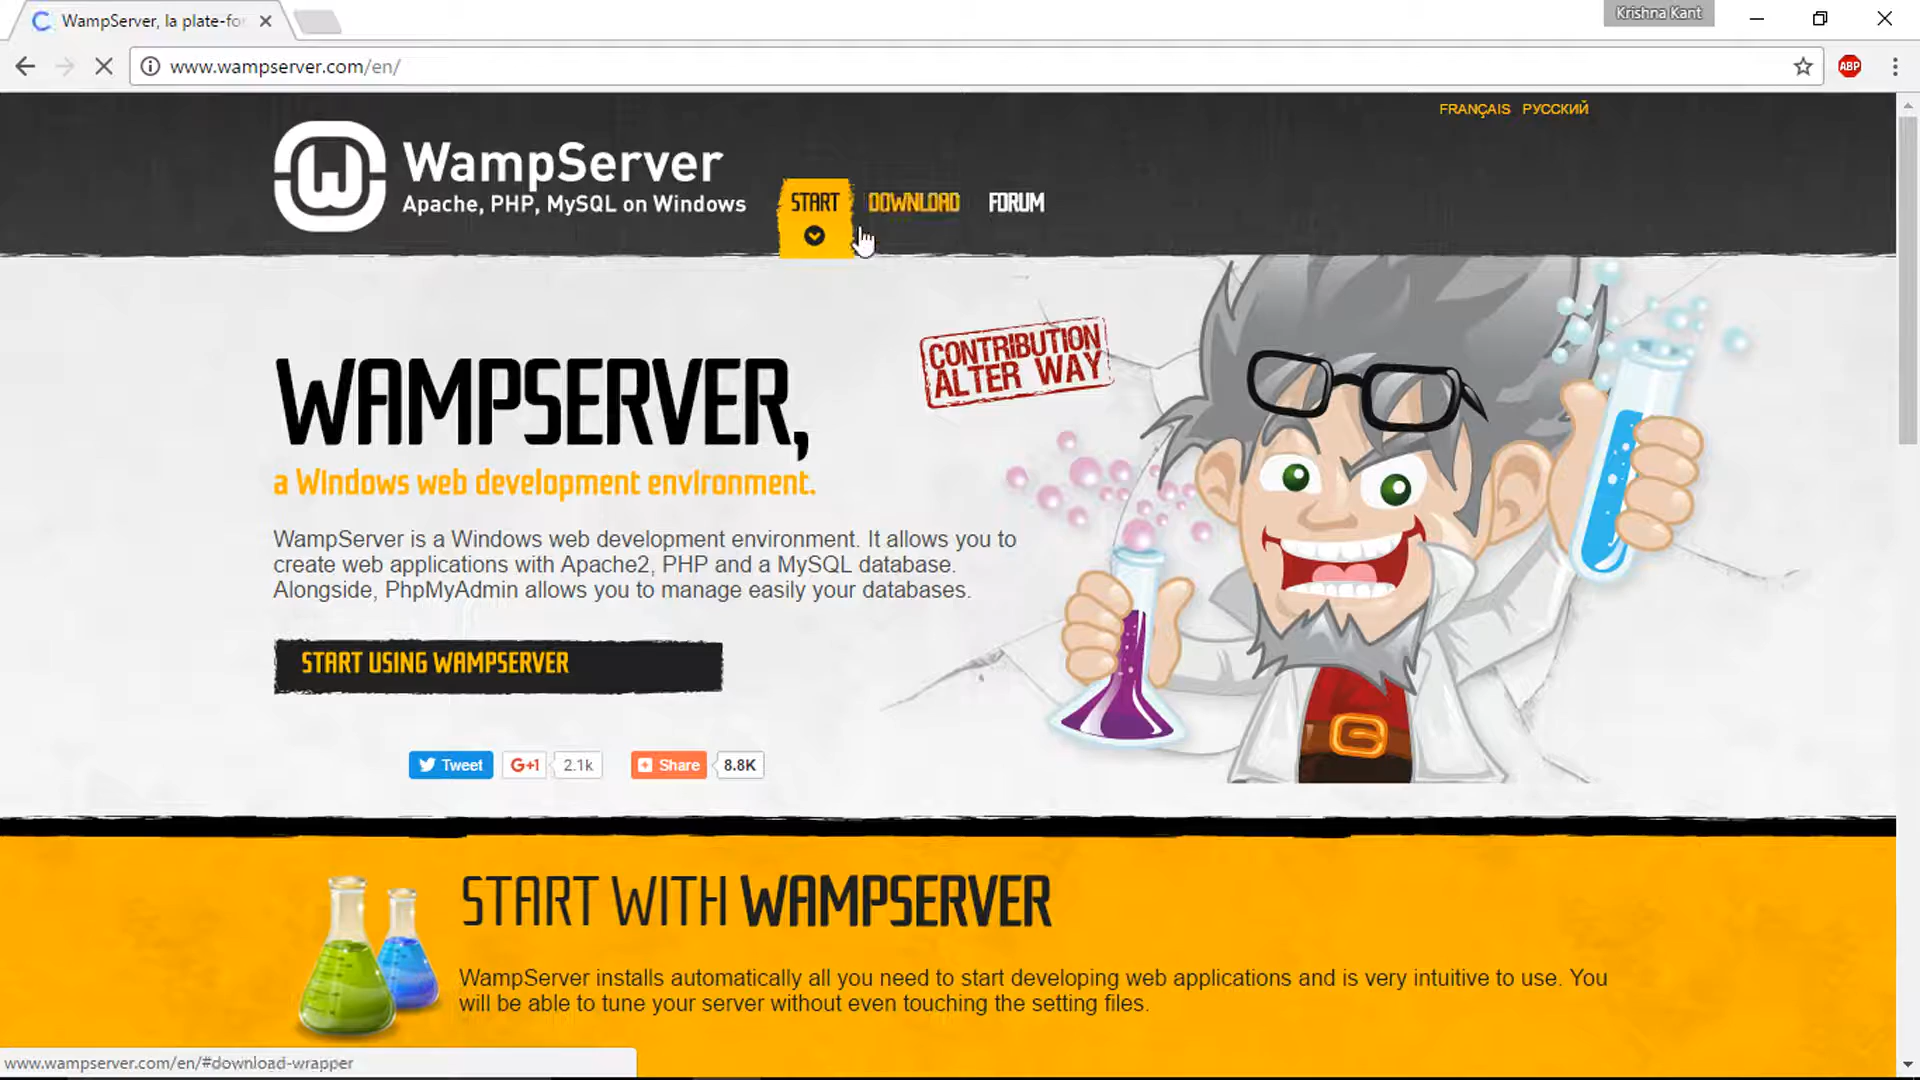 WampServer, la plate-for
Krishna Kant
www.wampserver.com/en/
ABP
FRANÇAIS РУССКИЙ
W
WampServer
Apache, PHP, MySQL on Windows
START DOWNLOAD FORUM
CONTRIBUTION
ALTER WAY
WAMPSERVER,
a Windows web development environment.
WampServer is a Windows web development environment. It allows you to
create web applications with Apache2, PHP and a MySQL database.
Alongside, PhpMyAdmin allows you to manage easily your databases.
START USING WAMPSERVER
Tweet G+1 2.1k Share 8.8K
START WITH WAMPSERVER
WampServer installs automatically all you need to start developing web applications and is very intuitive to use. You
will be able to tune your server without even touching the setting files.
www.wampserver.com/en/#download-wrapper